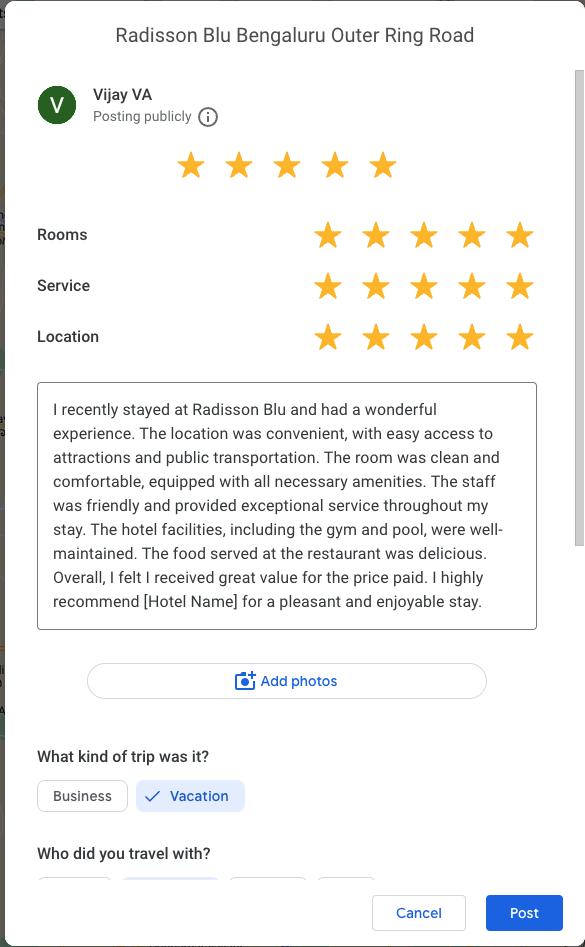 Radisson Blu Bengaluru Outer Ring Road
V
Vijay VA
Posting publicly
Rooms
Service
Location
I recently stayed at Radisson Blu and had a wonderful
experience. The location was convenient, with easy access to
attractions and public transportation. The room was clean and
comfortable, equipped with all necessary amenities. The staff
was friendly and provided exceptional service throughout my
stay. The hotel facilities, including the gym and pool, were well-
maintained. The food served at the restaurant was delicious.
Overall, I felt I received great value for the price paid. I highly
recommend [Hotel Name] for a pleasant and enjoyable stay.
Add photos
What kind of trip was it?
Business
Vacation
Who did you travel with?
Cancel
Post